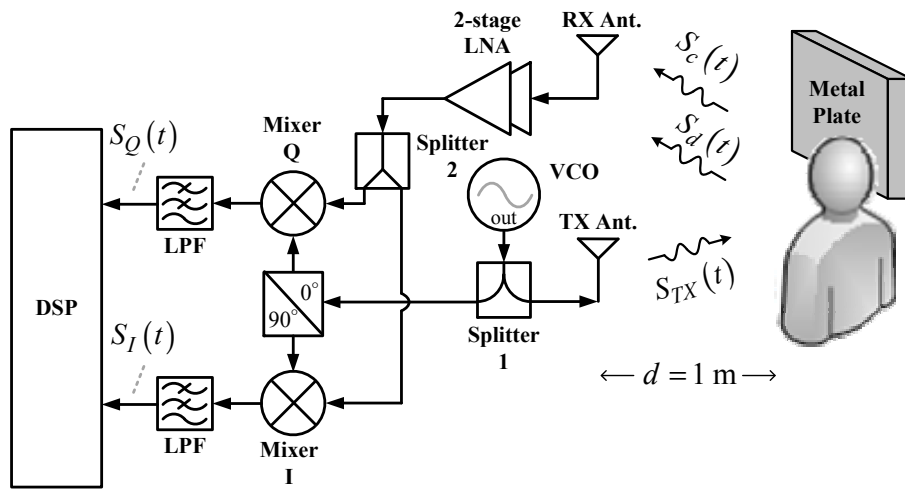 2-stage
LNA
RX Ant.
S_c(t)
Metal
Plate
Mixer
Q
Splitter
2
S_d(t)
S_Q(t)
VCO
out
LPF
TX Ant.
DSP
0°
90°
S_TX(t)
Splitter
1
S_I(t)
d = 1 m
LPF
Mixer
I